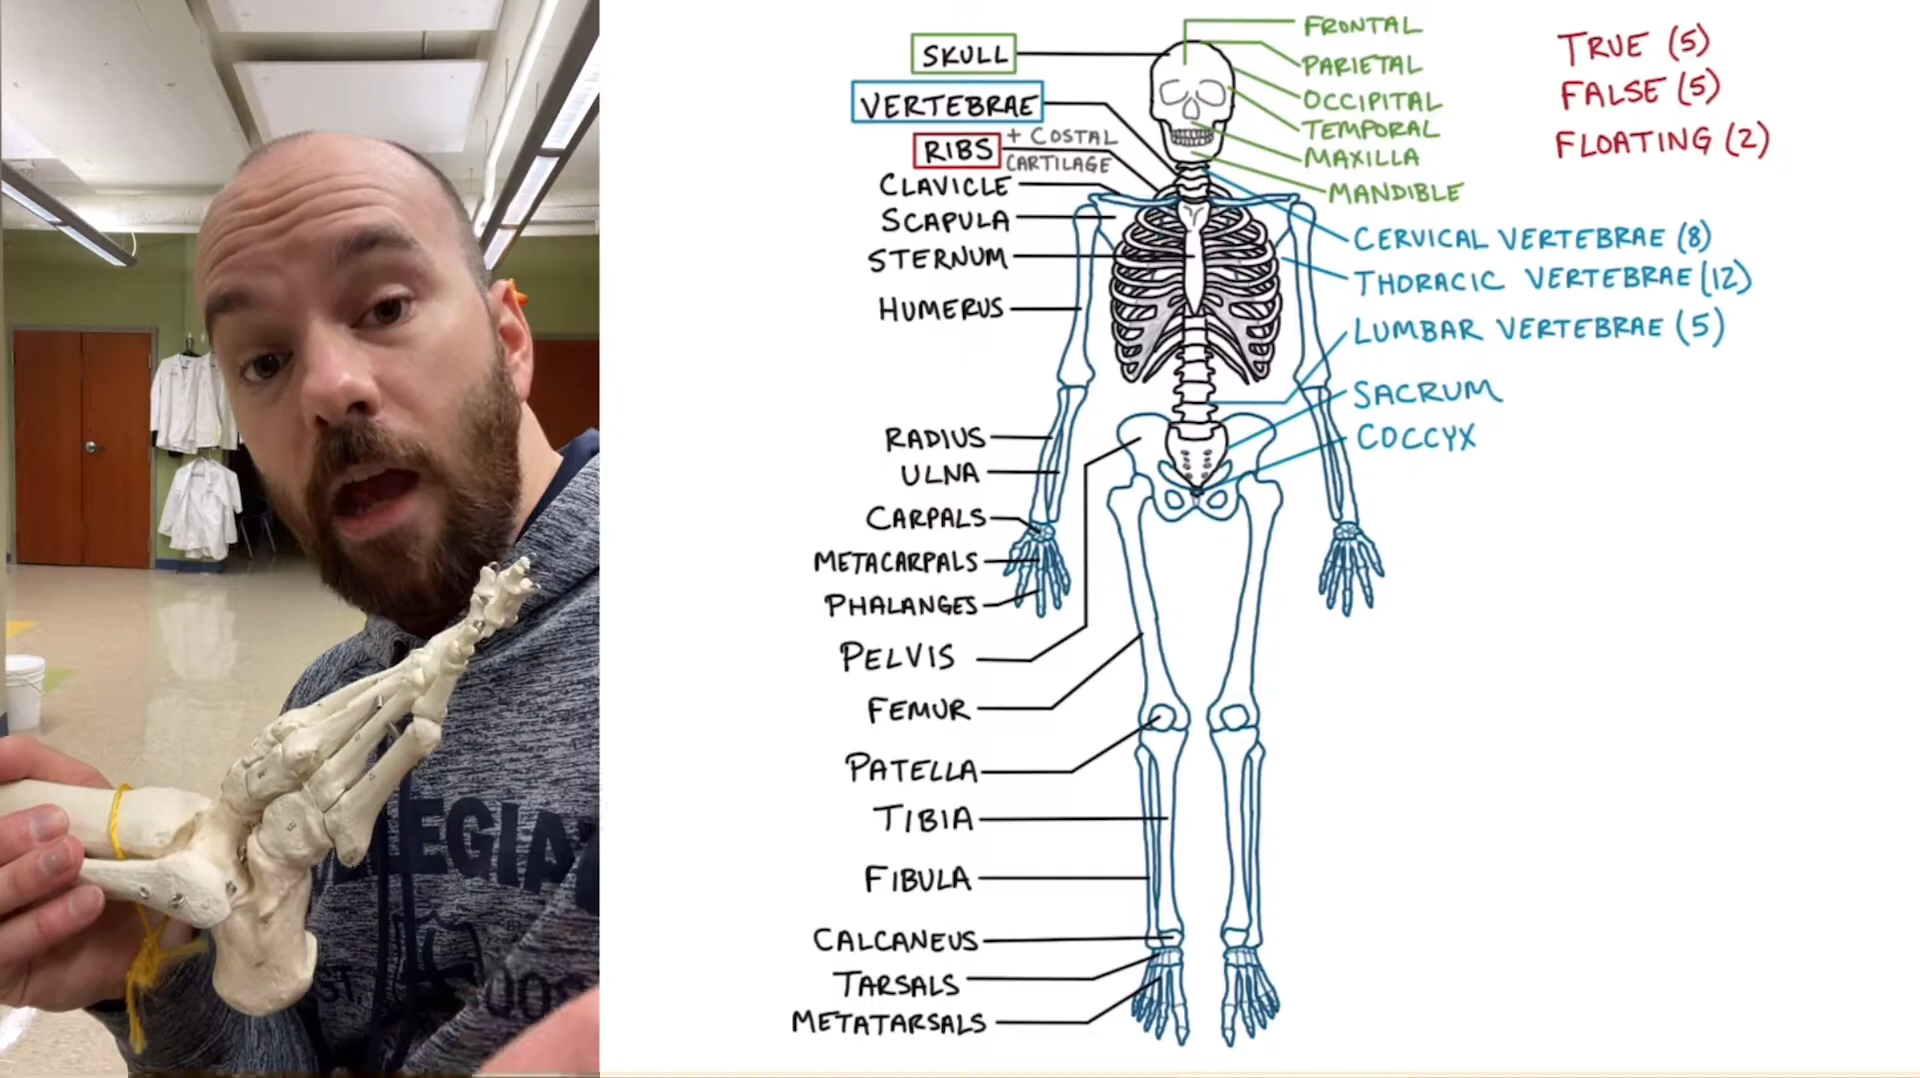 SKULL
VERTEBRAE
RIBS
+ COSTAL
CARTILAGE
CLAVICLE
SCAPULA
STERNUM
HUMERUS
RADIUS
ULNA
CARPALS
METACARPALS
PHALANGES
PELVIS
FEMUR
PATELLA
TIBIA
FIBULA
CALCANEUS
TARSALS
METATARSALS
FRONTAL
PARIETAL
OCCIPITAL
TEMPORAL
MAXILLA
MANDIBLE
CERVICAL VERTEBRAE (8)
THORACIC VERTEBRAE (12)
LUMBAR VERTEBRAE (5)
SACRUM
COCCYX
TRUE (5)
FALSE (5)
FLOATING (2)